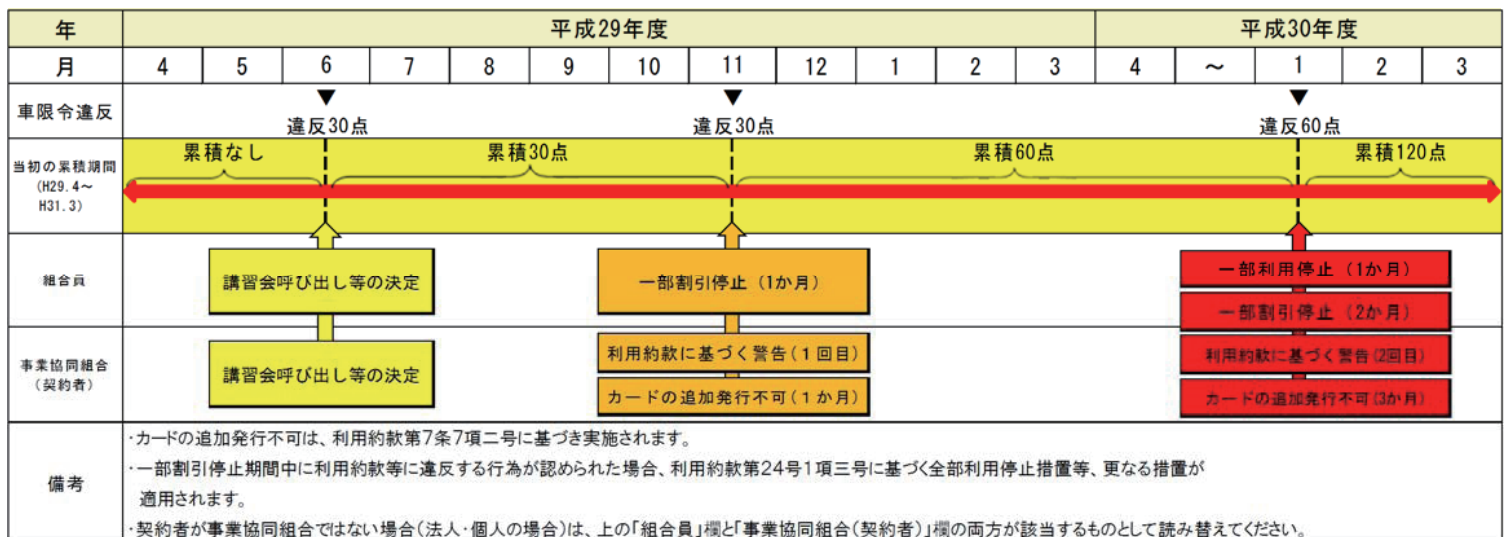 年 平成29年度 平成30年度
月 4 5 6 7 8 9 10 11 12 1 2 3 4 ～ 1 2 3
車限令違反 ▼ ▼ ▼
違反30点 違反30点 違反60点
当初の累積期間
(H29.4～
H31.3)
累積なし 累積30点 累積60点 累積120点
組合員
講習会呼び出し等の決定
一部割引停止（1か月）
一部利用停止（1か月）
一部割引停止（2か月）
事業協同組合
（契約者）
講習会呼び出し等の決定
利用約款に基づく警告（１回目）
カードの追加発行不可（１か月）
利用約款に基づく警告（2回目）
カードの追加発行不可（3か月）
備考
・カードの追加発行不可は、利用約款第７条７項二号に基づき実施されます。
・一部割引停止期間中に利用約款等に違反する行為が認められた場合、利用約款第２４号１項三号に基づく全部利用停止措置等、更なる措置が
適用されます。
・契約者が事業協同組合ではない場合（法人・個人の場合）は、上の「組合員」欄と「事業協同組合（契約者）」欄の両方が該当するものとして読み替えてください。